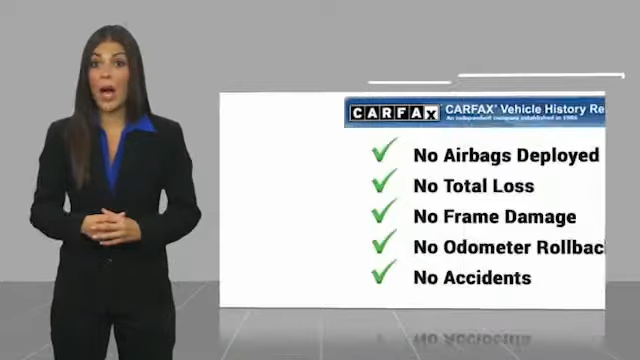 CARFAX CARFAX Vehicle History Re
An independent company established in 1986
No Airbags Deployed
No Total Loss
No Frame Damage
No Odometer Rollbac
No Accidents